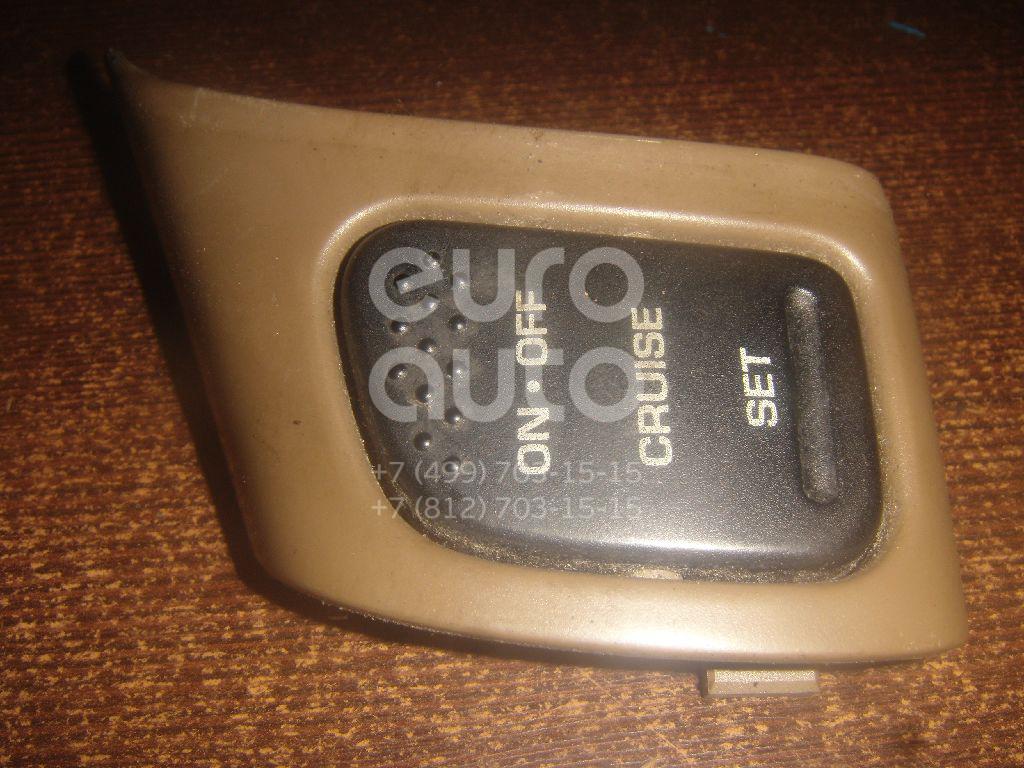 ON•OFF
CRUISE
SET
euro
auto
+7 (499) 703-15-15
+7 (812) 703-15-15